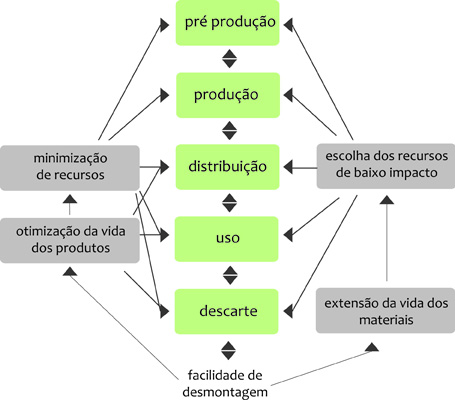 pré produção
produção
minimização
de recursos
distribuição
escolha dos recursos
de baixo impacto
otimização da vida
dos produtos
uso
descarte
extensão da vida dos
materiais
facilidade de
desmontagem